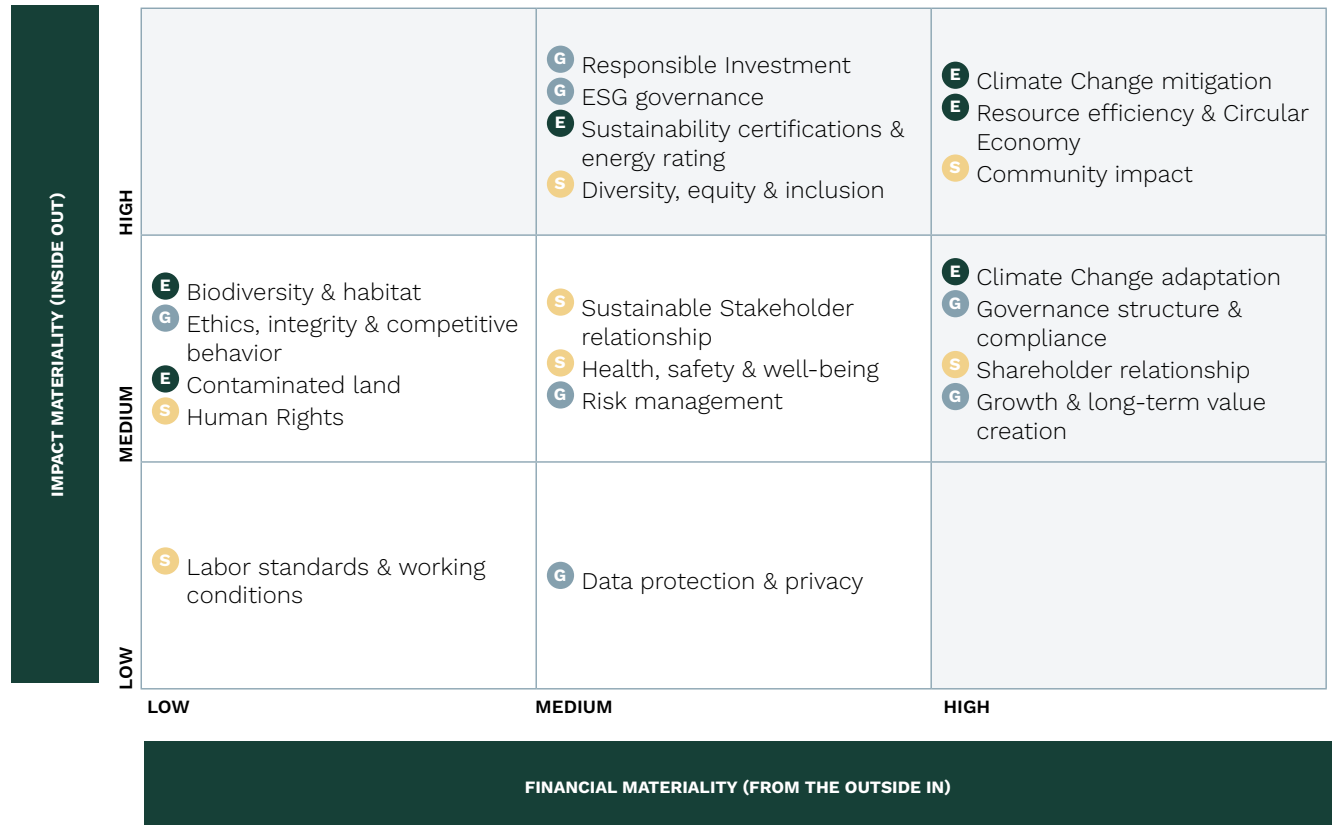 IMPACT MATERIALITY (INSIDE OUT)
HIGH
G Responsible Investment
G ESG governance
E Sustainability certifications &
energy rating
S Diversity, equity & inclusion
E Climate Change mitigation
E Resource efficiency & Circular
Economy
S Community impact
MEDIUM
E Biodiversity & habitat
G Ethics, integrity & competitive
behavior
E Contaminated land
S Human Rights
S Sustainable Stakeholder
relationship
S Health, safety & well-being
G Risk management
E Climate Change adaptation
G Governance structure &
compliance
S Shareholder relationship
G Growth & long-term value
creation
LOW
S Labor standards & working
conditions
G Data protection & privacy
LOW
MEDIUM
HIGH
FINANCIAL MATERIALITY (FROM THE OUTSIDE IN)